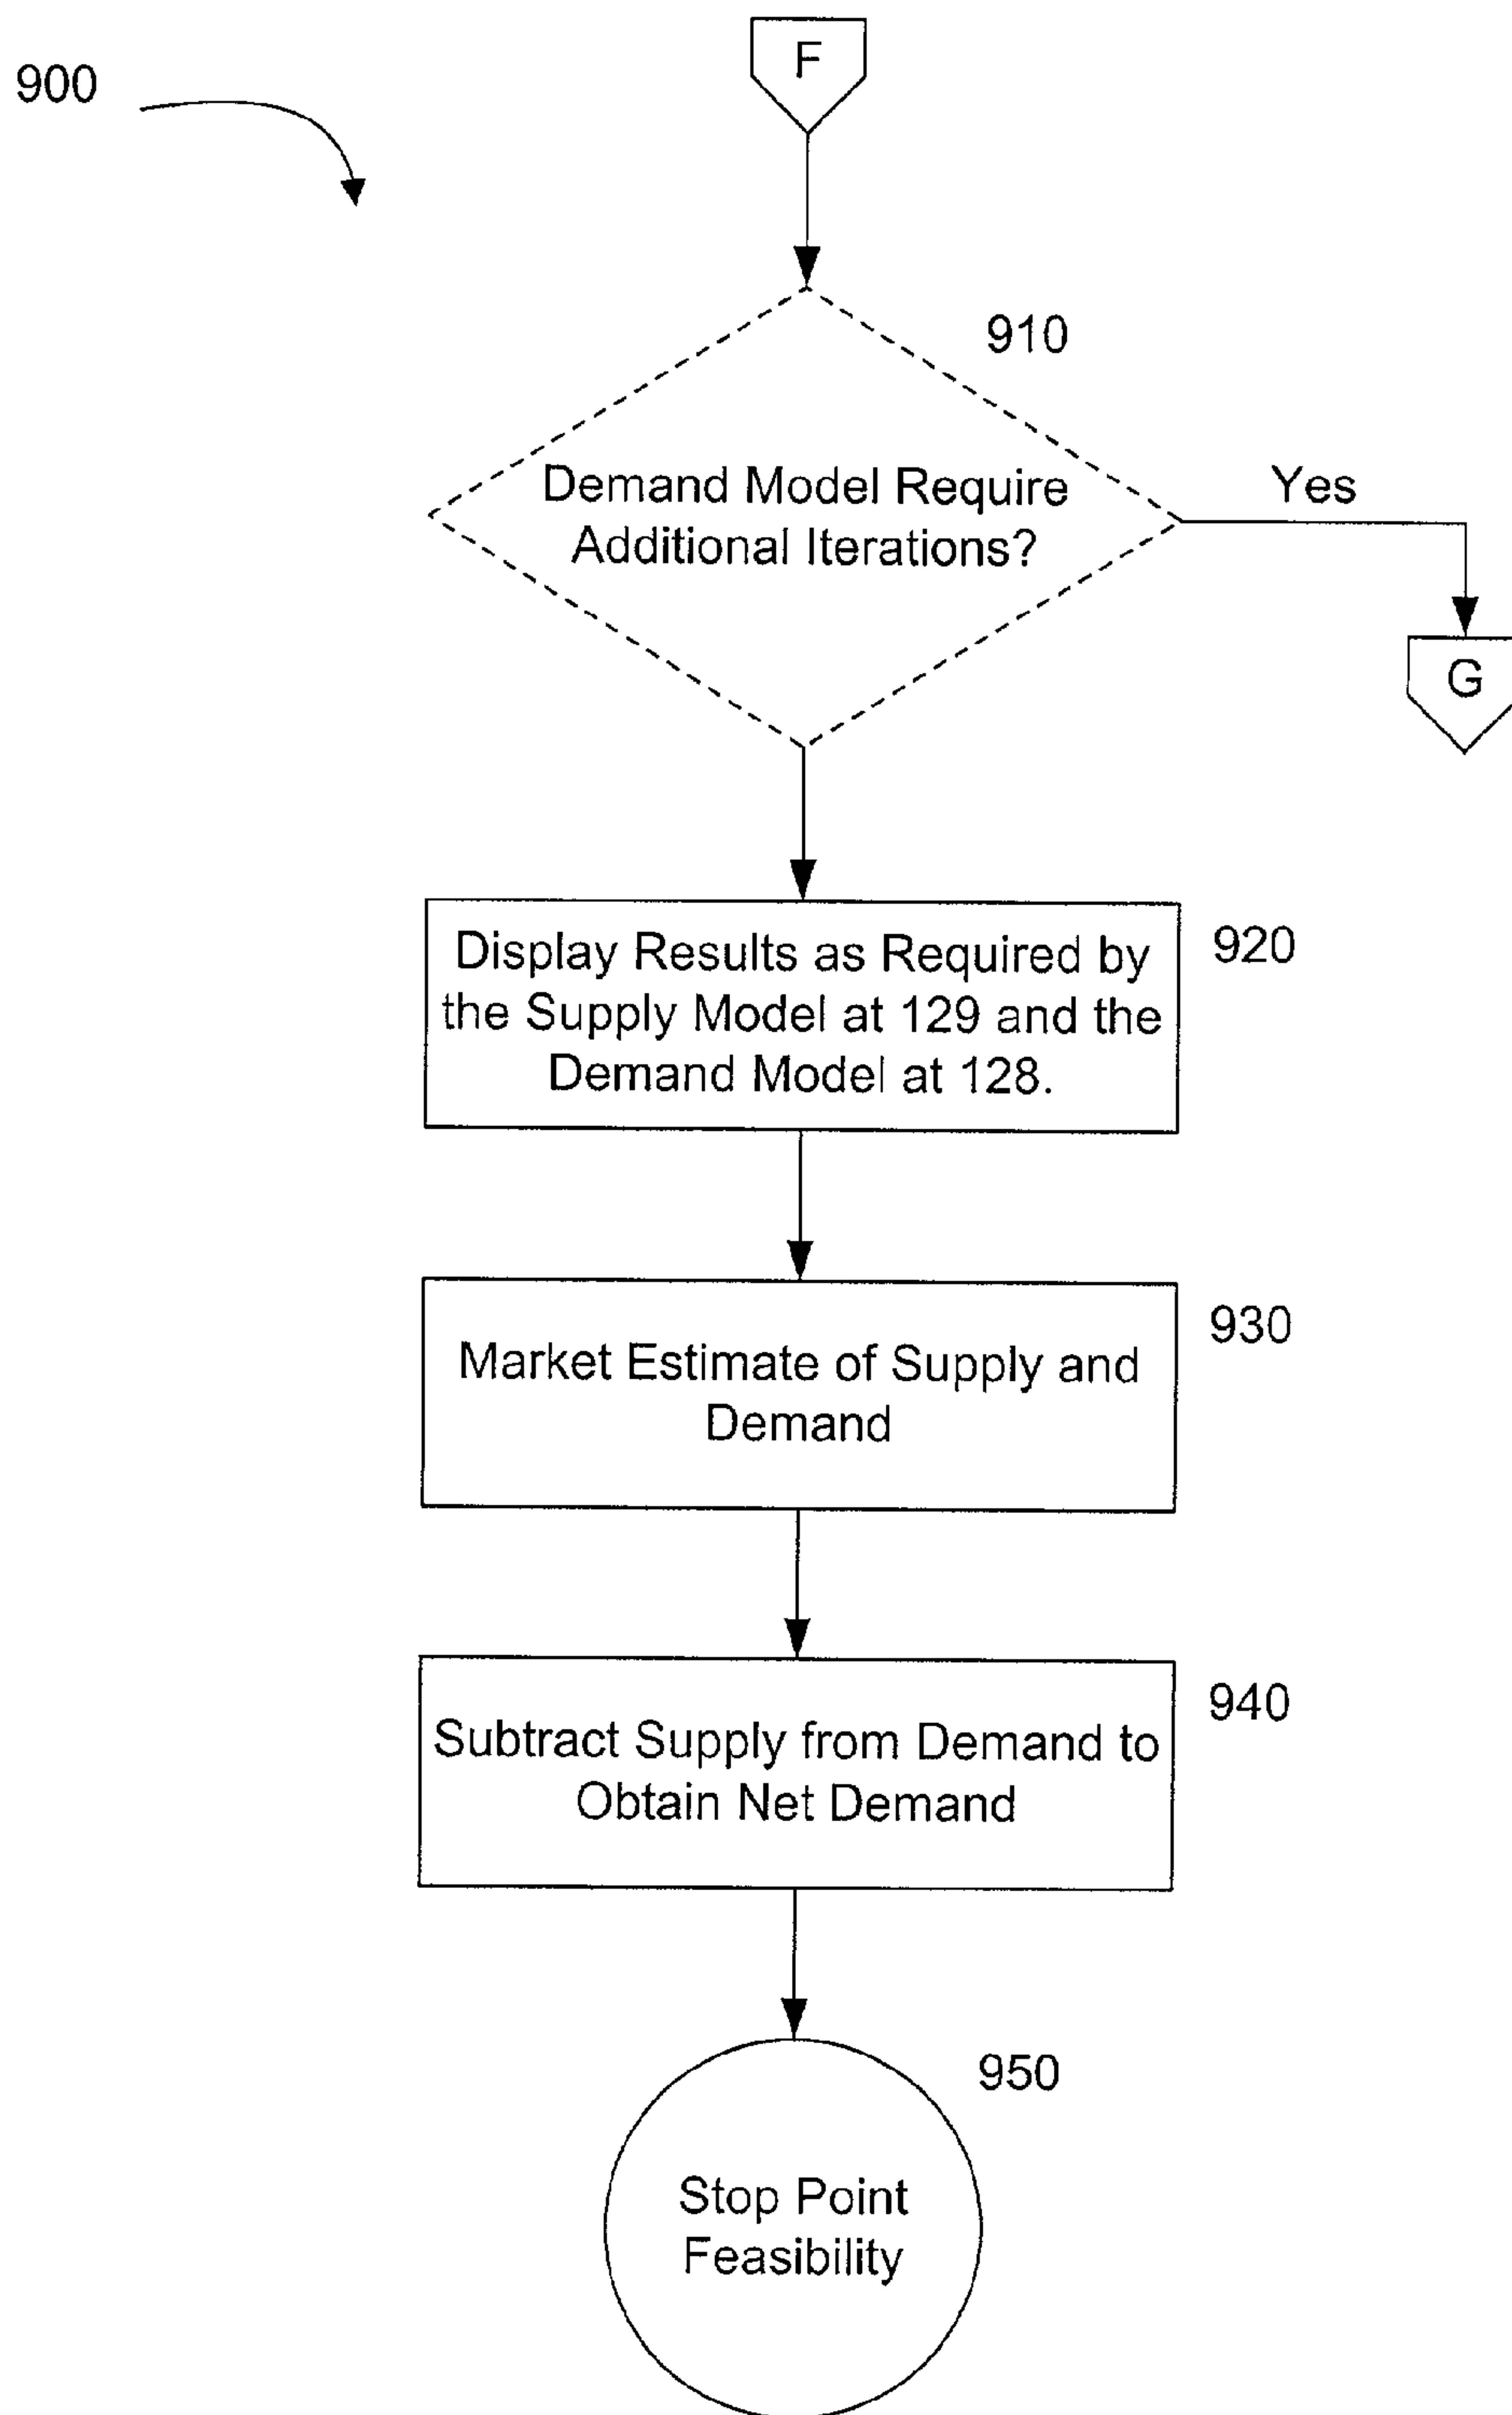 F
900
910
Demand Model Require
Additional Iterations?
Yes
G
Display Results as Required by
the Supply Model at 129 and the
Demand Model at 128.
920
Market Estimate of Supply and
Demand
930
Subtract Supply from Demand to
Obtain Net Demand
940
950
Stop Point
Feasibility